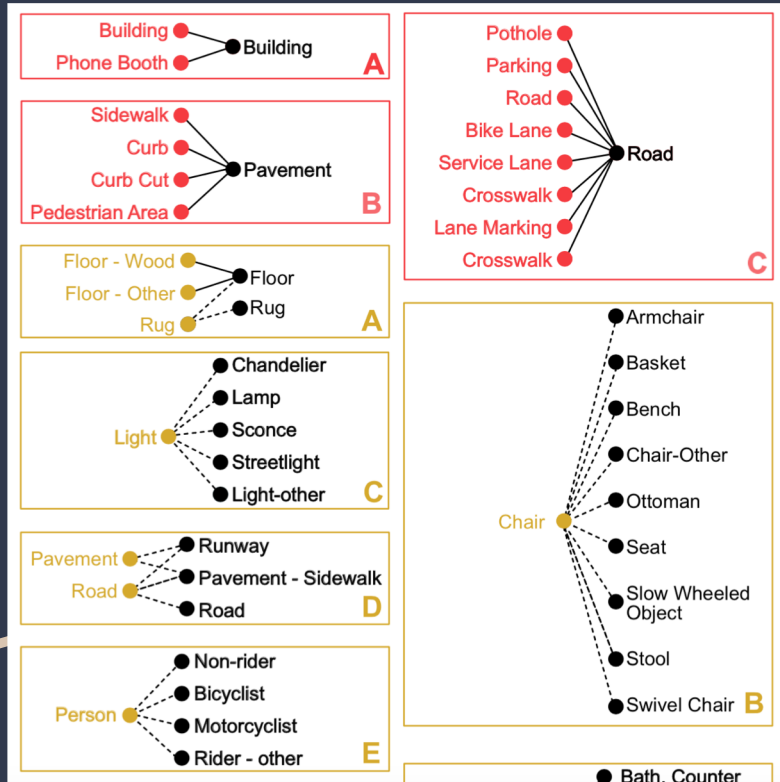 Building
Phone Booth
Building
A
Sidewalk
Curb
Curb Cut
Pedestrian Area
Pavement
B
Pothole
Parking
Road
Bike Lane
Service Lane
Crosswalk
Lane Marking
Crosswalk
Road
C
Floor - Wood
Floor - Other
Rug
Floor
Rug
A
Light
Chandelier
Lamp
Sconce
Streetlight
Light-other
C
Pavement
Road
Runway
Pavement - Sidewalk
Road
D
Person
Non-rider
Bicyclist
Motorcyclist
Rider - other
E
Chair
Armchair
Basket
Bench
Chair-Other
Ottoman
Seat
Slow Wheeled
Object
Stool
Swivel Chair
B
Bath, Counter